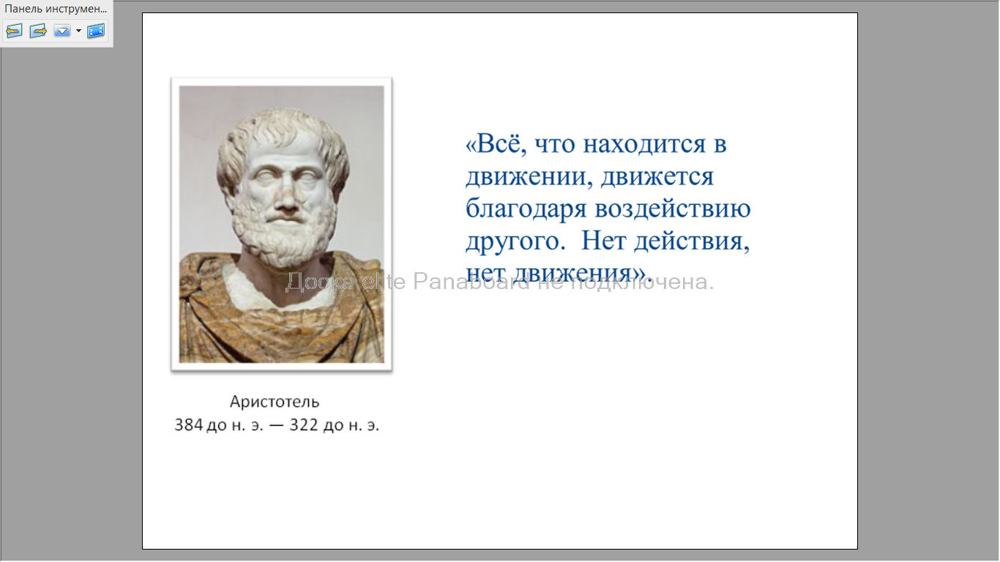 Панель инструмен...
«Всё, что находится в
движении, движется
благодаря воздействию
другого.  Нет действия,
нет движения».
Доска elite Panaboard не подключена.
Аристотель
384 до н. э. — 322 до н. э.